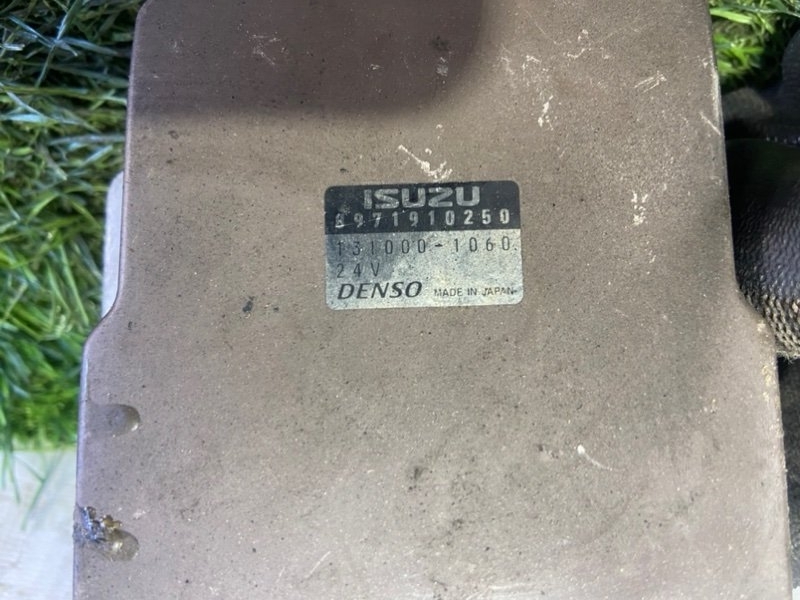 ISUZU
8971910250
131000-1060
24V
DENSO MADE IN JAPAN